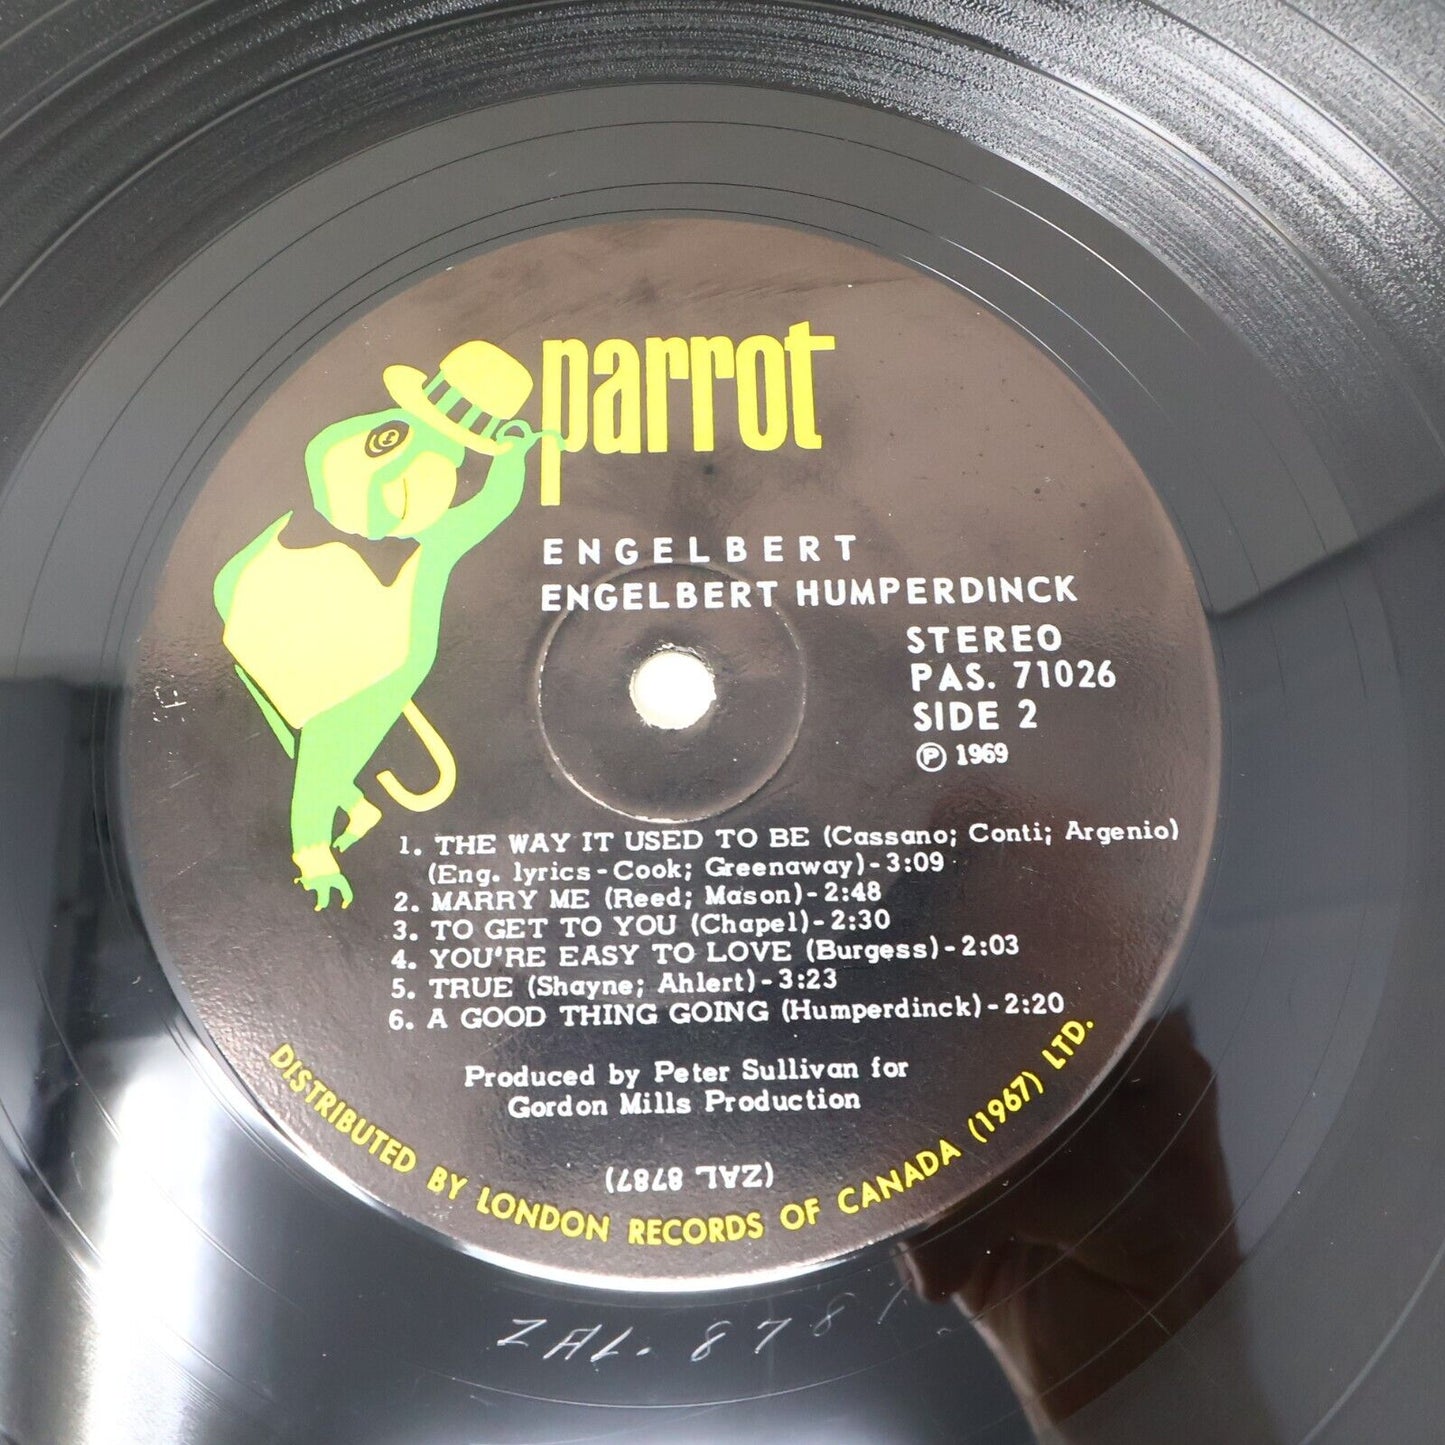 parrot
ENGELBERT
ENGELBERT HUMPERDINCK
STEREO
PAS. 71026
SIDE 2
Ⓟ 1969
1. THE WAY IT USED TO BE (Cassano; Conti; Argenio)
(Eng. lyrics-Cook; Greenaway)-3:09
2. MARRY ME (Reed; Mason)-2:48
3. TO GET TO YOU (Chapel)-2:30
4. YOU'RE EASY TO LOVE (Burgess)-2:03
5. TRUE (Shayne; Ahlert)-3:23
6. A GOOD THING GOING (Humperdinck)-2:20
Produced by Peter Sullivan for
Gordon Mills Production
(ZAL 8787)
DISTRIBUTED BY LONDON RECORDS OF CANADA (1967) LTD.
ZAL. 8787